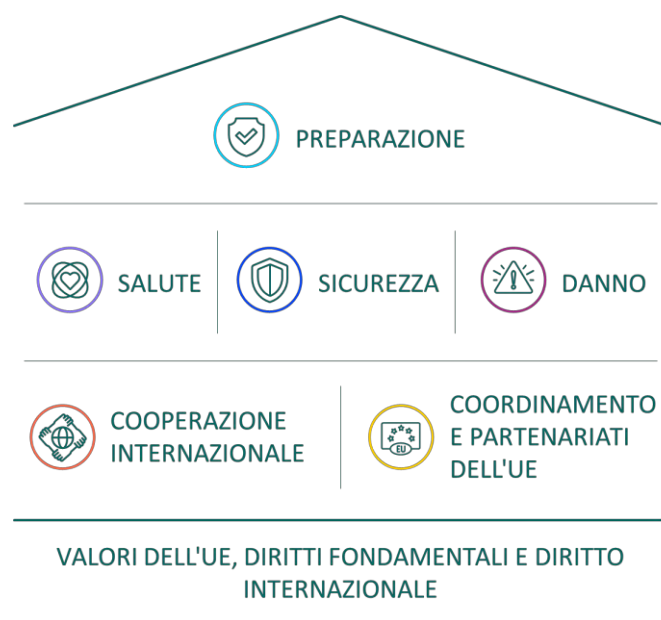 PREPARAZIONE
SALUTE
SICUREZZA
DANNO
COOPERAZIONE
INTERNAZIONALE
COORDINAMENTO
E PARTENARIATI
DELL'UE
EU
VALORI DELL'UE, DIRITTI FONDAMENTALI E DIRITTO
INTERNAZIONALE